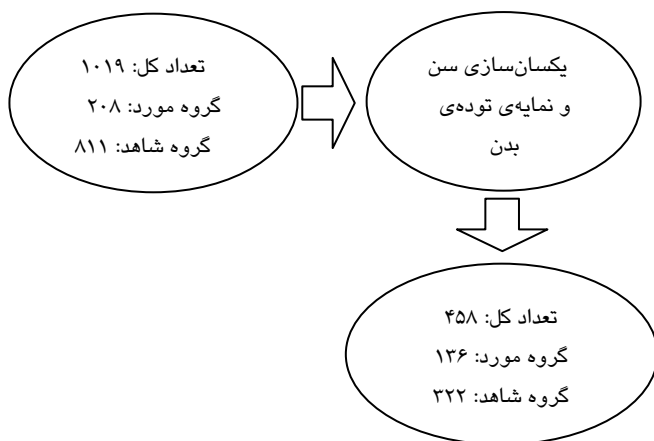 تعداد کل: ۱۰۱۹
گروه مورد: ۲۰۸
گروه شاهد: ۸۱۱
یکسان‌سازی سن
و نمایه‌ی توده‌ی
بدن
تعداد کل: ۴۵۸
گروه مورد: ۱۳۶
گروه شاهد: ۳۲۲